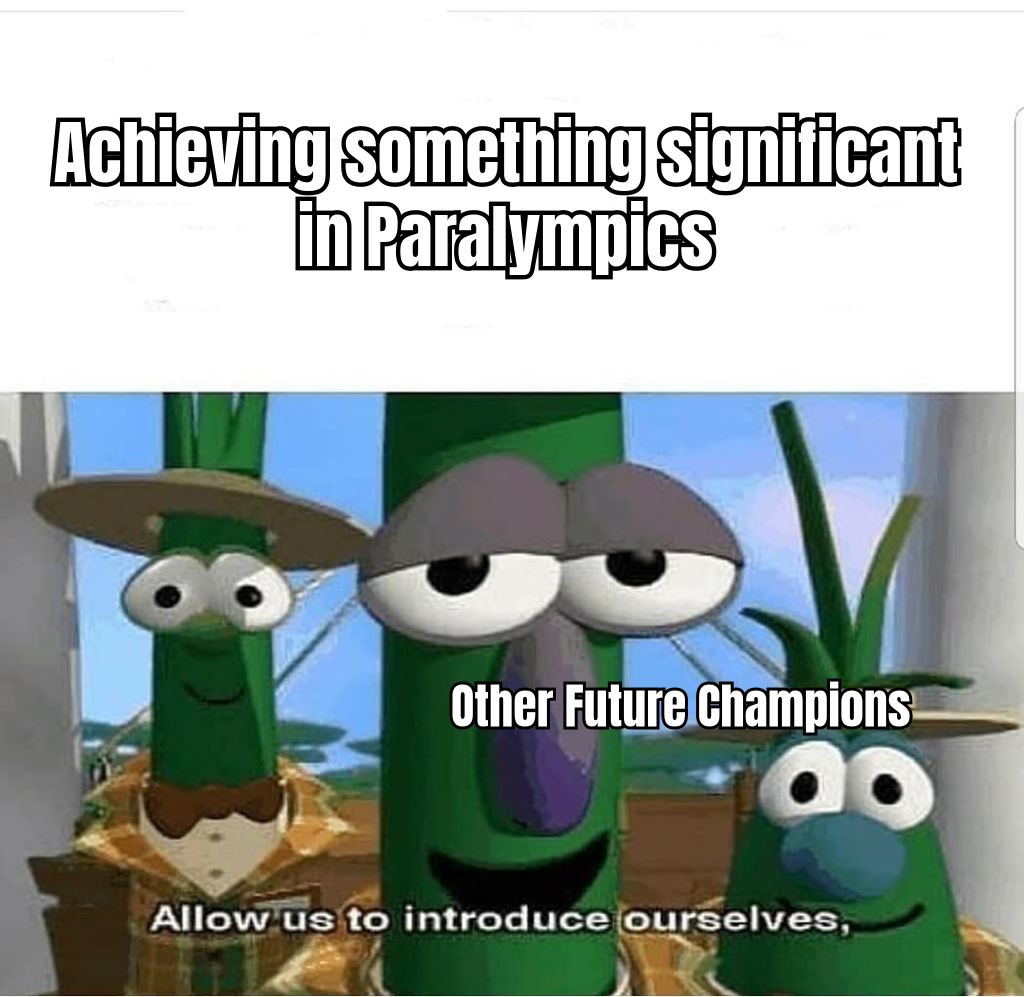 Achieving something significant
in Paralympics
Other Future Champions
Allow us to introduce ourselves,